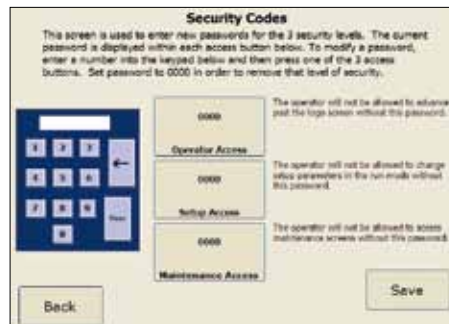 Security Codes
This screen is used to enter new passwords for the 3 security levels. The current
password is displayed within each access button below. To modify a password,
enter a number into the keypad below and then press one of the 3 access
buttons. Set password to 0000 in order to remove that level of security.
0000
Operator Access
The operator will not be allowed to advance
past the logo screen without this password.
1 2 3
←
4 5 6
7 8 9
0
0000
Setup Access
The operator will not be allowed to change
setup parameters in the run mode without
this password.
0000
Maintenance Access
The operator will not be allowed to access
maintenance screens without this password.
Back
Save